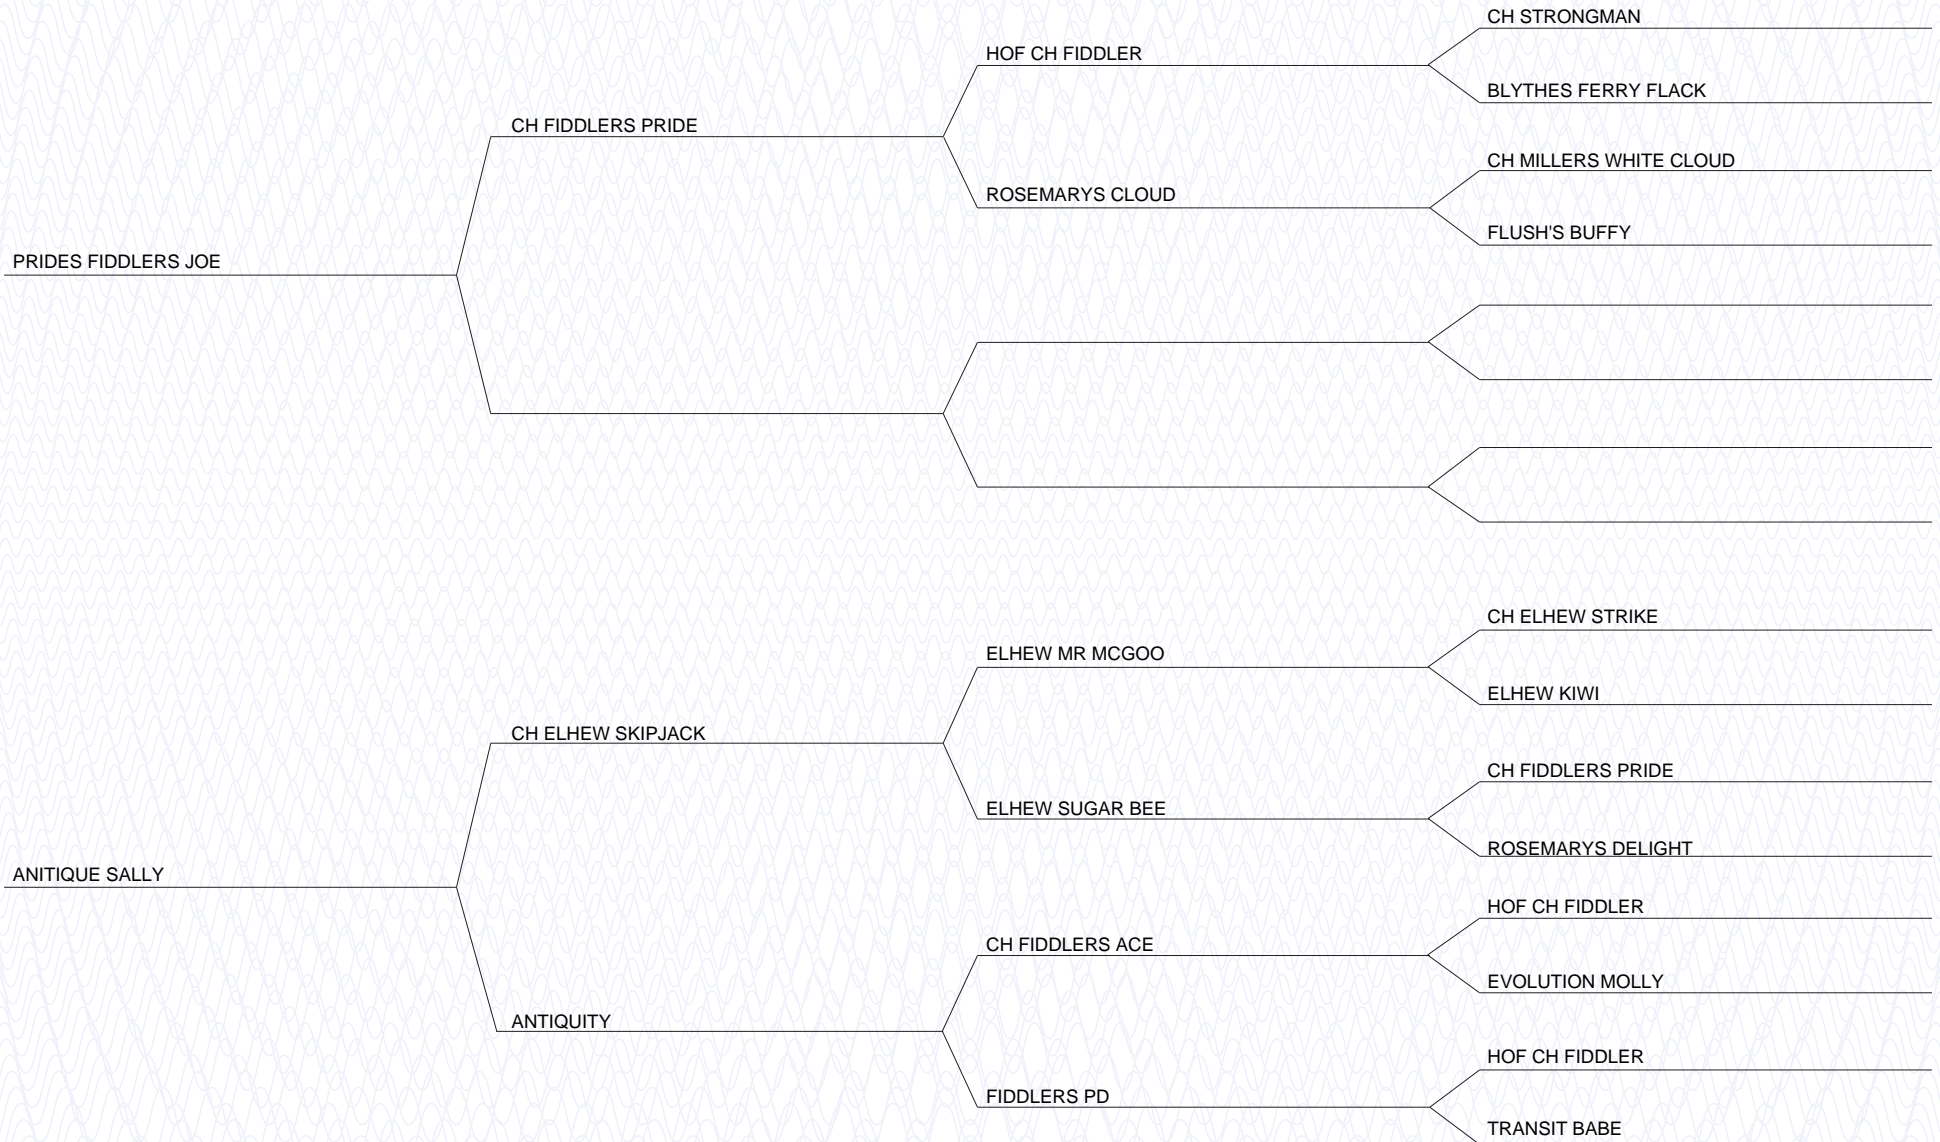 CH STRONGMAN
HOF CH FIDDLER
BLYTHES FERRY FLACK
CH FIDDLERS PRIDE
CH MILLERS WHITE CLOUD
ROSEMARYS CLOUD
FLUSH'S BUFFY
PRIDES FIDDLERS JOE
CH ELHEW STRIKE
ELHEW MR MCGOO
ELHEW KIWI
CH ELHEW SKIPJACK
CH FIDDLERS PRIDE
ELHEW SUGAR BEE
ROSEMARYS DELIGHT
ANITIQUE SALLY
HOF CH FIDDLER
CH FIDDLERS ACE
EVOLUTION MOLLY
ANTIQUITY
HOF CH FIDDLER
FIDDLERS PD
TRANSIT BABE